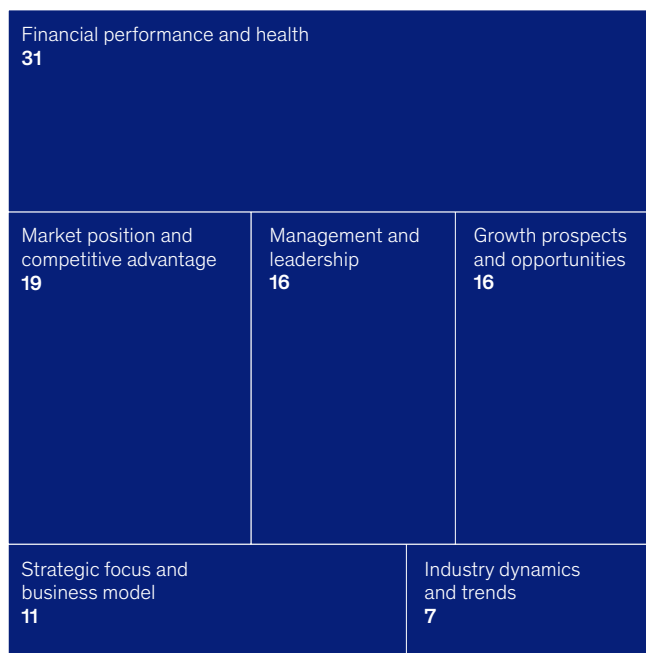 Financial performance and health
31
Market position and
competitive advantage
19
Management and
leadership
16
Growth prospects
and opportunities
16
Strategic focus and
business model
11
Industry dynamics
and trends
7